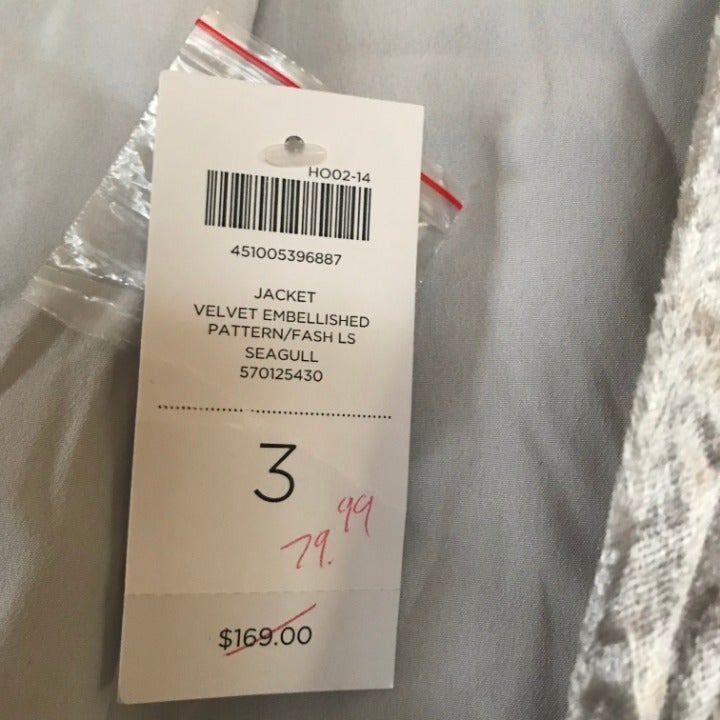 HO02-14
451005396887
JACKET
VELVET EMBELLISHED
PATTERN/FASH LS
SEAGULL
570125430
3
79.99
$169.00